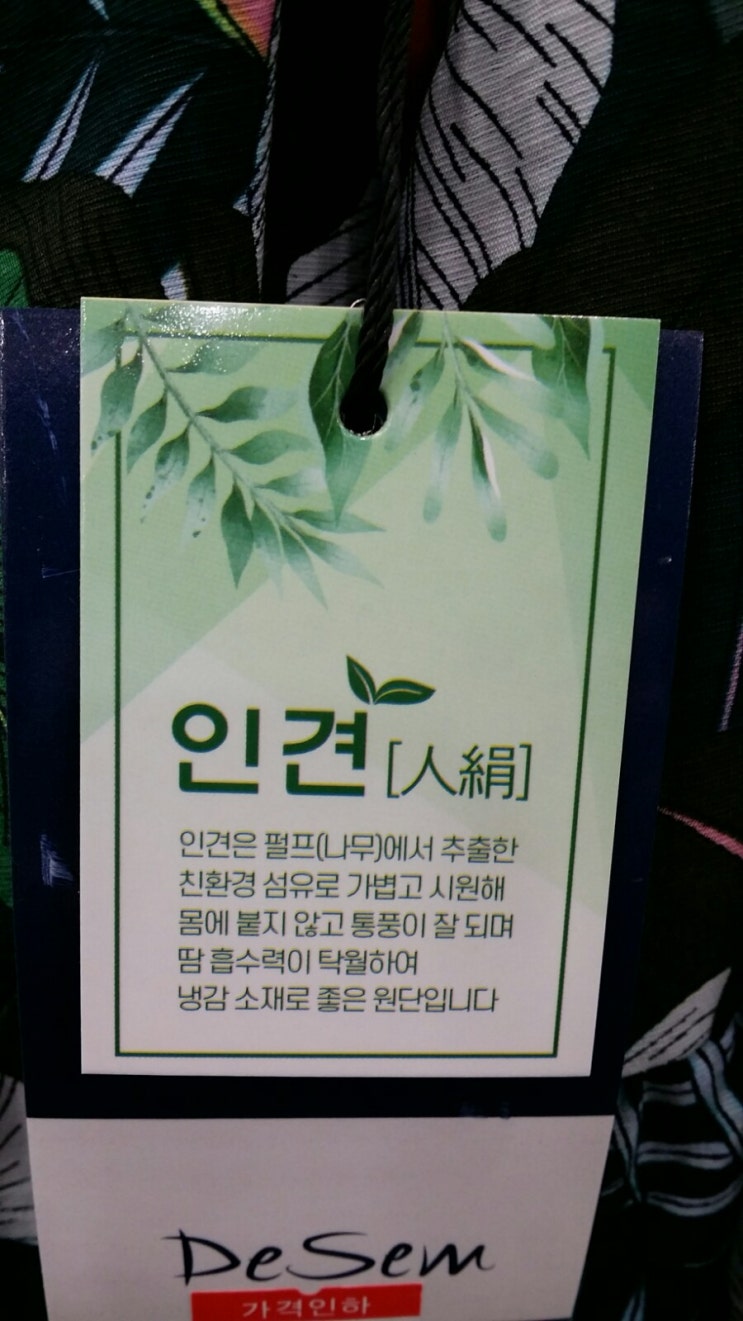 인견[人絹]
인견은 펄프(나무)에서 추출한
친환경 섬유로 가볍고 시원해
몸에 붙지 않고 통풍이 잘 되며
땀 흡수력이 탁월하여
냉감 소재로 좋은 원단입니다
DeSem
가격인하